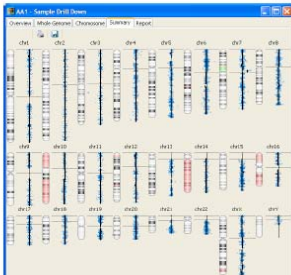 AA1 - Sample Drill Down
Overview Whole Genome Chromosome Summary Report
chr1 chr2 chr3 chr4 chr5 chr6 chr7 chr8
chr9 chr10 chr11 chr12 chr13 chr14 chr15 chr16
chr17 chr18 chr19 chr20 chr21 chr22 chrX chrY